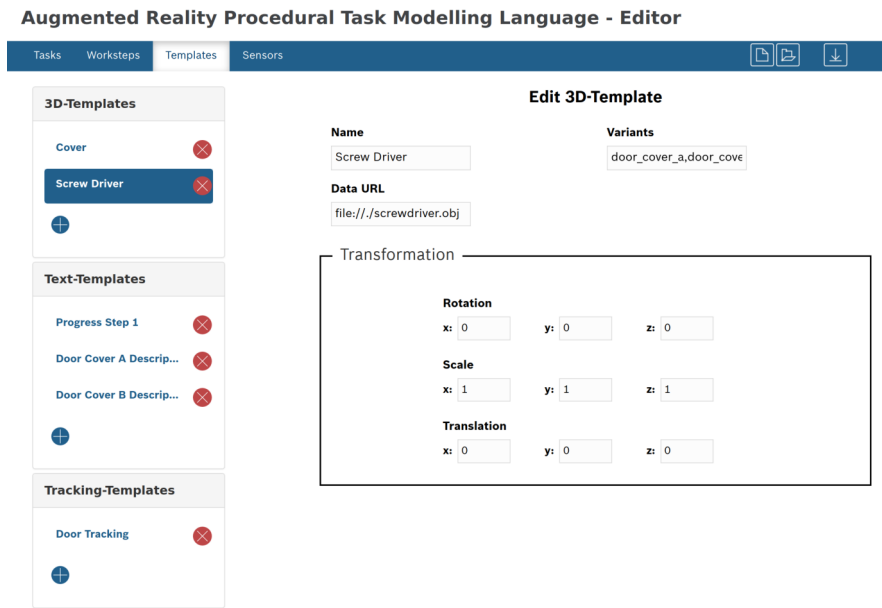 Augmented Reality Procedural Task Modelling Language - Editor
Tasks Worksteps Templates Sensors
3D-Templates
Cover
Screw Driver
Text-Templates
Progress Step 1
Door Cover A Descrip...
Door Cover B Descrip...
Tracking-Templates
Door Tracking
Edit 3D-Template
Name Variants
Screw Driver door_cover_a,door_cove
Data URL
file://./screwdriver.obj
Transformation
Rotation
x: 0 y: 0 z: 0
Scale
x: 1 y: 1 z: 1
Translation
x: 0 y: 0 z: 0